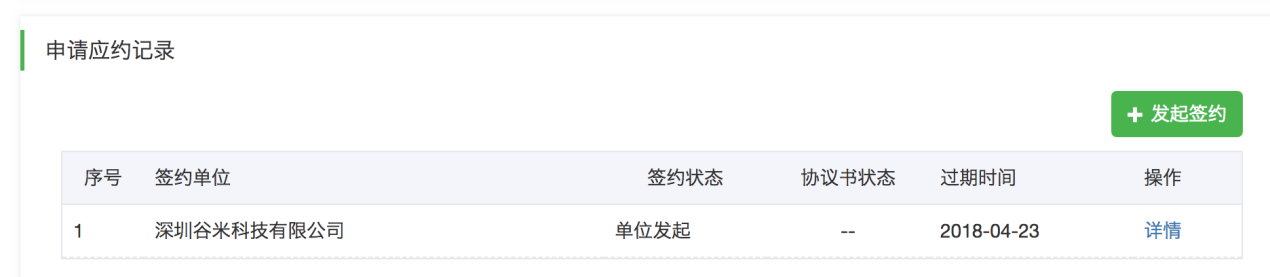 申请应约记录
+ 发起签约
序号 签约单位 签约状态 协议书状态 过期时间 操作
1 深圳谷米科技有限公司 单位发起 -- 2018-04-23 详情